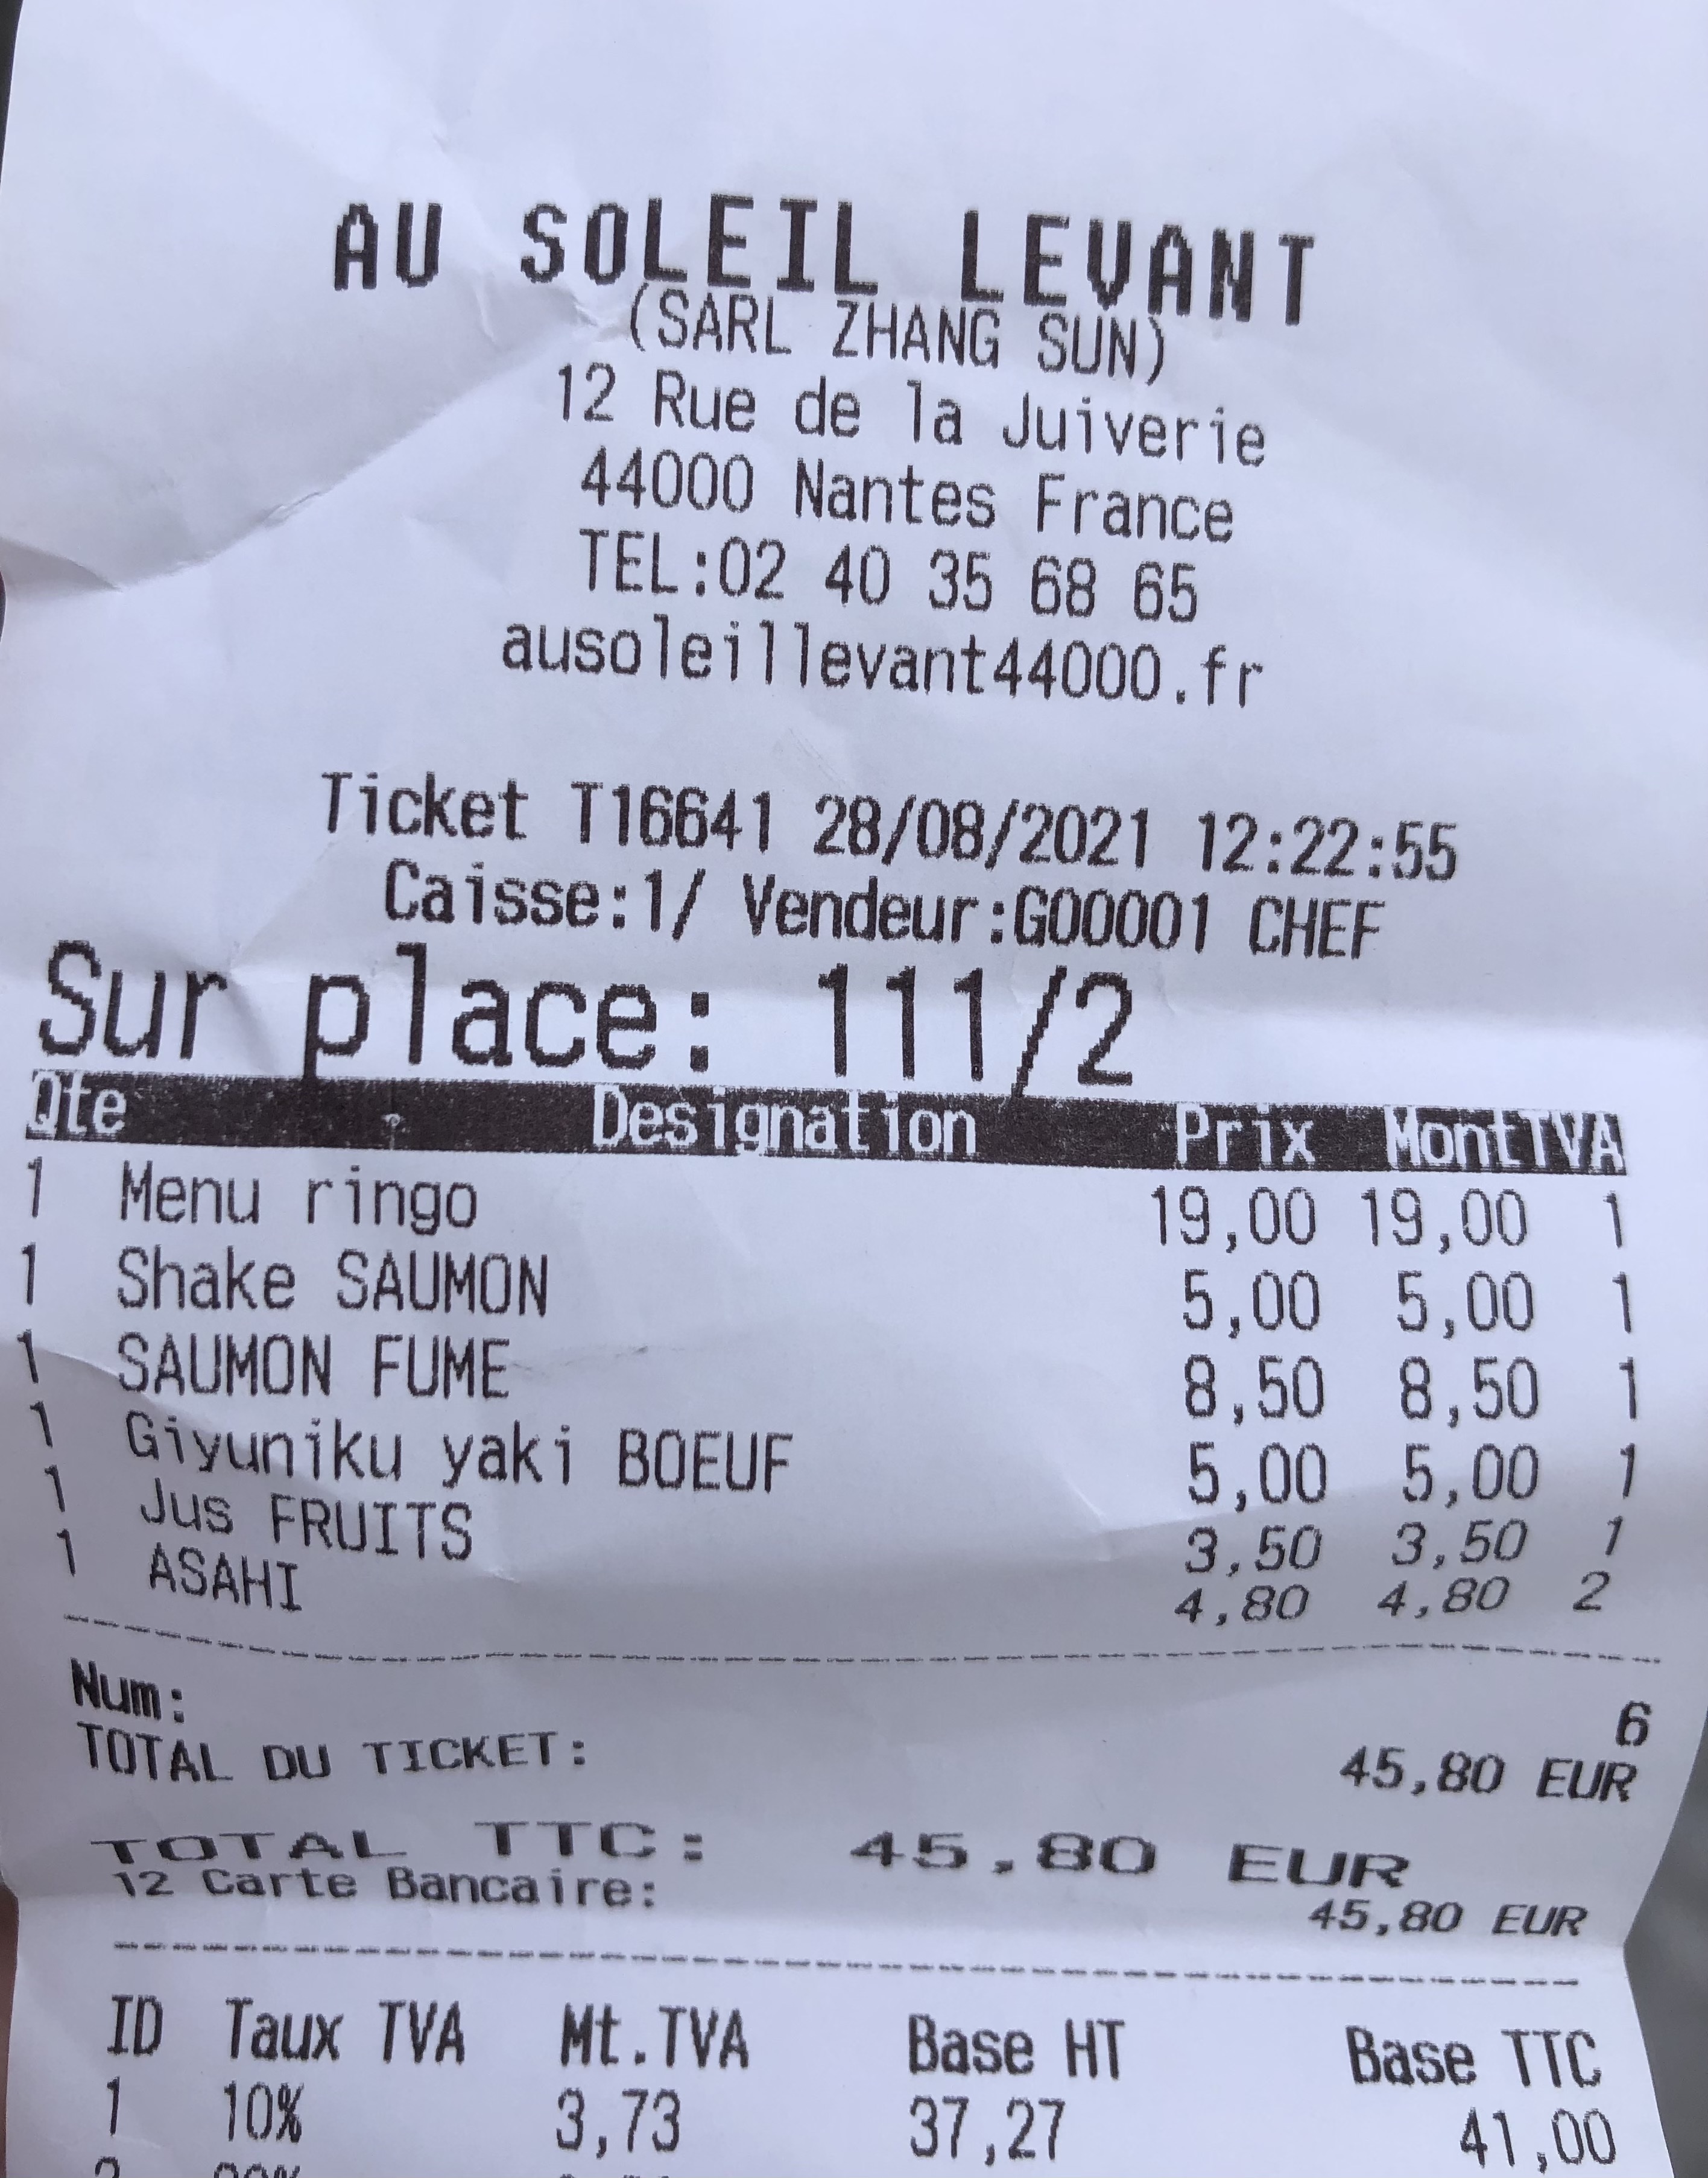 AU SOLEIL LEVANT
(SARL ZHANG SUN)
12 Rue de la Juiverie
44000 Nantes France
TEL:02 40 35 68 65
ausoleillevant44000.fr
Ticket T16641 28/08/2021 12:22:55
Caisse:1/ Vendeur:G00001 CHEF
Sur place: 111/2
Qte Designation Prix MontTVA
1 Menu ringo 19,00 19,00 1
1 Shake SAUMON 5,00 5,00 1
1 SAUMON FUME 8,50 8,50 1
1 Giyuniku yaki BOEUF 5,00 5,00 1
1 Jus FRUITS 3,50 3,50 1
1 ASAHI 4,80 4,80 2
Num: 6
TOTAL DU TICKET: 45,80 EUR
TOTAL TTC: 45,80 EUR
12 Carte Bancaire: 45,80 EUR
ID Taux TVA Mt.TVA Base HT Base TTC
1 10% 3,73 37,27 41,00